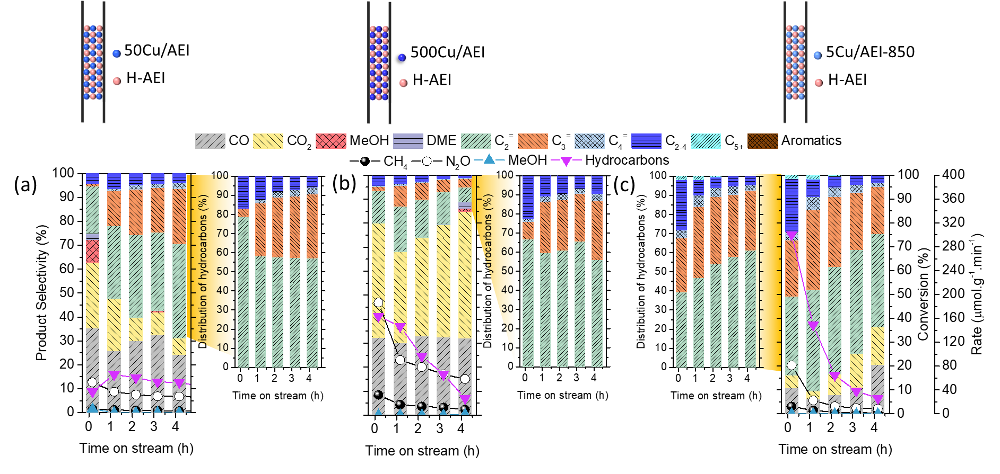 50Cu/AEI
H-AEI
500Cu/AEI
H-AEI
5Cu/AEI-850
H-AEI
CO CO2 MeOH DME C2= C3= C4= C2-4 C5+ Aromatics
CH4 N2O MeOH Hydrocarbons
(a)
Product Selectivity (%)
100
90
80
70
60
50
40
30
20
10
0
0 1 2 3 4
Time on stream (h)
Distribution of hydrocarbons (%)
100
90
80
70
60
50
40
30
20
10
0
0 1 2 3 4
Time on stream (h)
(b)
0 1 2 3 4
Time on stream (h)
Distribution of hydrocarbons (%)
100
90
80
70
60
50
40
30
20
10
0
0 1 2 3 4
Time on stream (h)
(c)
Distribution of hydrocarbons (%)
100
90
80
70
60
50
40
30
20
10
0
0 1 2 3 4
Time on stream (h)
0 1 2 3 4
Time on stream (h)
100
90
80
70
60
50
40
30
20
10
0
Conversion (%)
400
360
320
280
240
200
160
120
80
40
0
Rate (μmol.g-1.min-1)